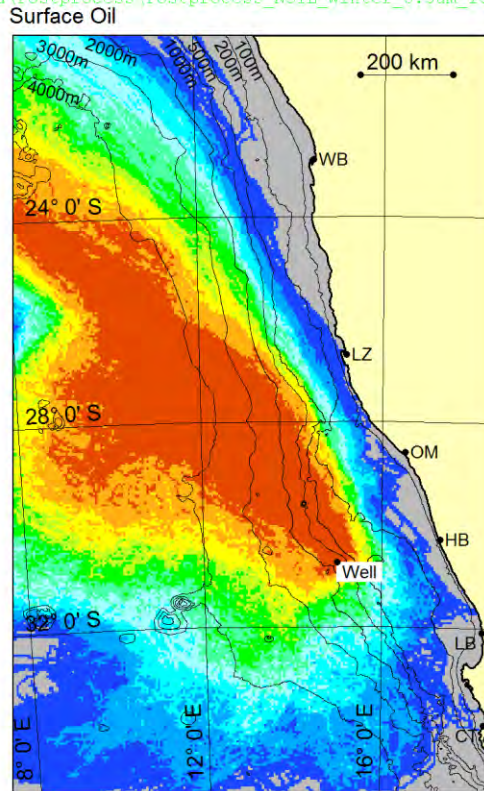 Surface Oil
200 km
100m
200m
500m
1000m
2000m
3000m
4000m
WB
24° 0' S
LZ
28° 0' S
OM
HB
Well
32° 0' S
LB
CT
8° 0' E
12° 0' E
16° 0' E